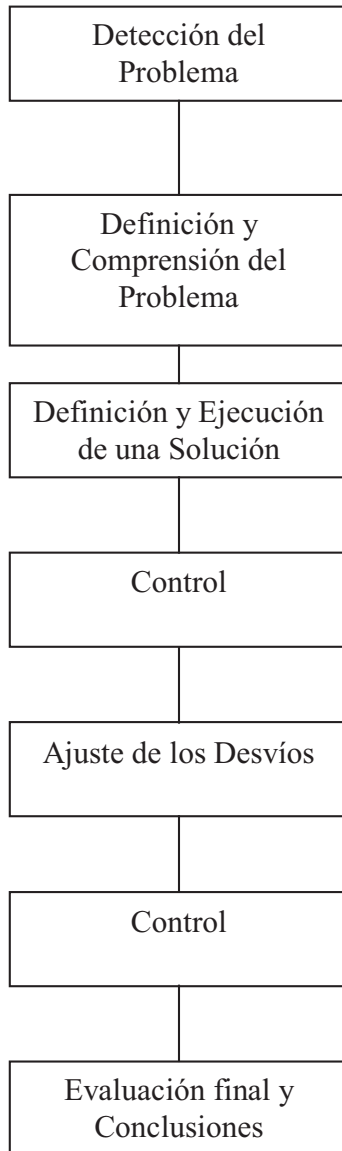 Detección del
Problema
Definición y
Comprensión del
Problema
Definición y Ejecución
de una Solución
Control
Ajuste de los Desvíos
Control
Evaluación final y
Conclusiones